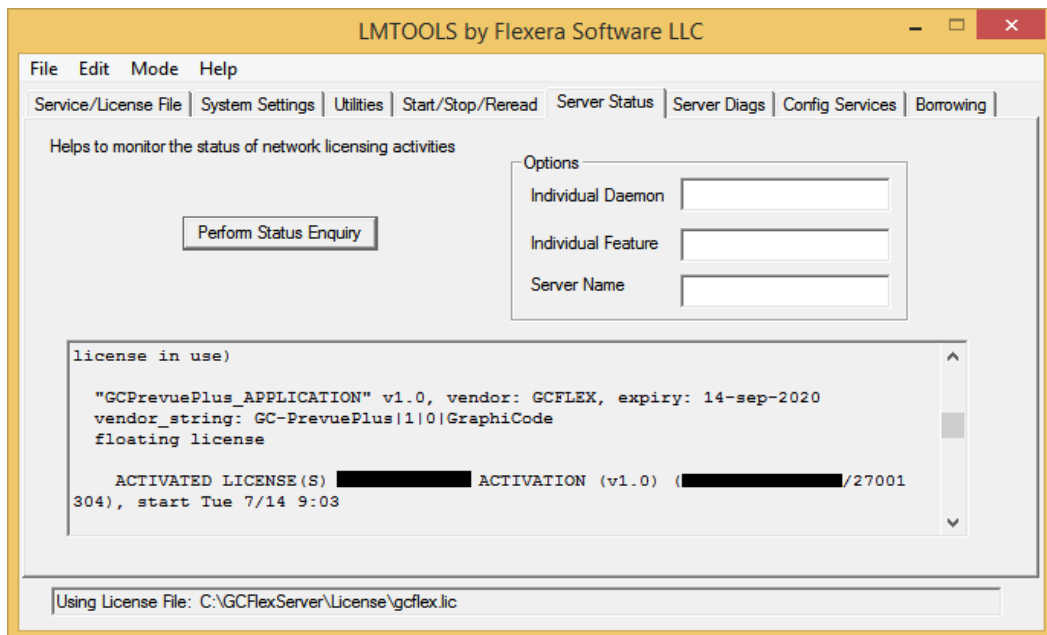 LMTOOLS by Flexera Software LLC
File Edit Mode Help
Service/License File System Settings Utilities Start/Stop/Reread Server Status Server Diags Config Services Borrowing
Helps to monitor the status of network licensing activities
Options
Individual Daemon
Perform Status Enquiry
Individual Feature
Server Name
license in use)
"GCPrevuePlus_APPLICATION" v1.0, vendor: GCFLEX, expiry: 14-sep-2020
vendor_string: GC-PrevuePlus|1|0|GraphiCode
floating license
ACTIVATED LICENSE(S) ACTIVATION (v1.0) ( /27001
304), start Tue 7/14 9:03
Using License File: C:\GCFlexServer\License\gcflex.lic